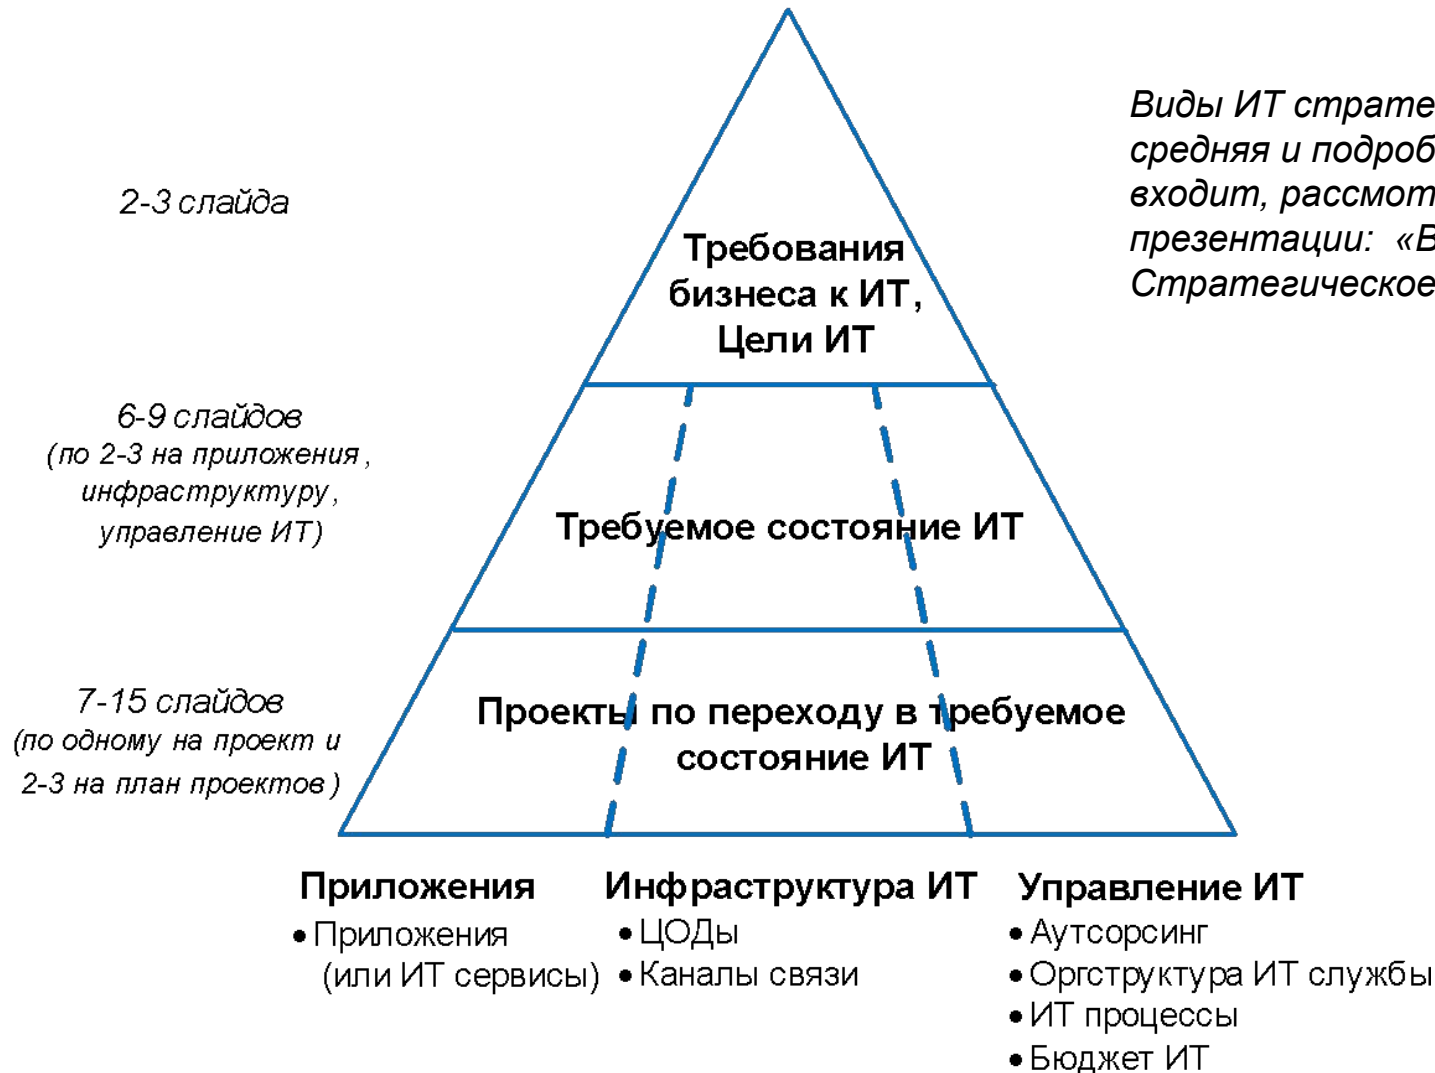 2-3 слайда
Виды ИТ
средняя и
входит,
презентации:
Стратегическое
Требования
бизнеса к ИТ,
Цели ИТ
6-9 слайдов
(по 2-3 на приложения,
инфраструктуру,
управление ИТ)
Требуемое состояние ИТ
7-15 слайдов
(по одному на проект и
2-3 на план проектов)
Проекты по переходу в требуемое
состояние ИТ
Приложения
• Приложения
(или ИТ сервисы)
Инфраструктура ИТ
• ЦОДы
• Каналы связи
Управление ИТ
• Аутсорсинг
• Оргструктура ИТ службы
• ИТ процессы
• Бюджет ИТ